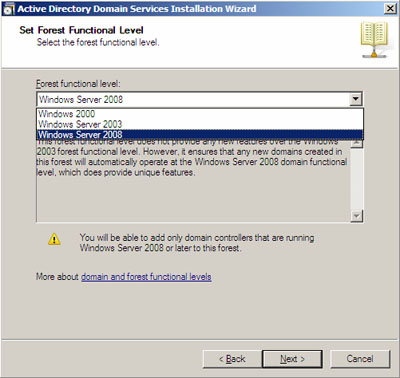 Active Directory Domain Services Installation Wizard
Set Forest Functional Level
Select the forest functional level.
Forest functional level:
Windows Server 2008
Windows 2000
Windows Server 2003
Windows Server 2008
This forest functional level does not provide any new features over the Windows
2003 forest functional level. However, it ensures that any new domains created in
this forest will automatically operate at the Windows Server 2008 domain functional
level, which does provide unique features.
You will be able to add only domain controllers that are running
Windows Server 2008 or later to this forest.
More about domain and forest functional levels
< Back
Next >
Cancel